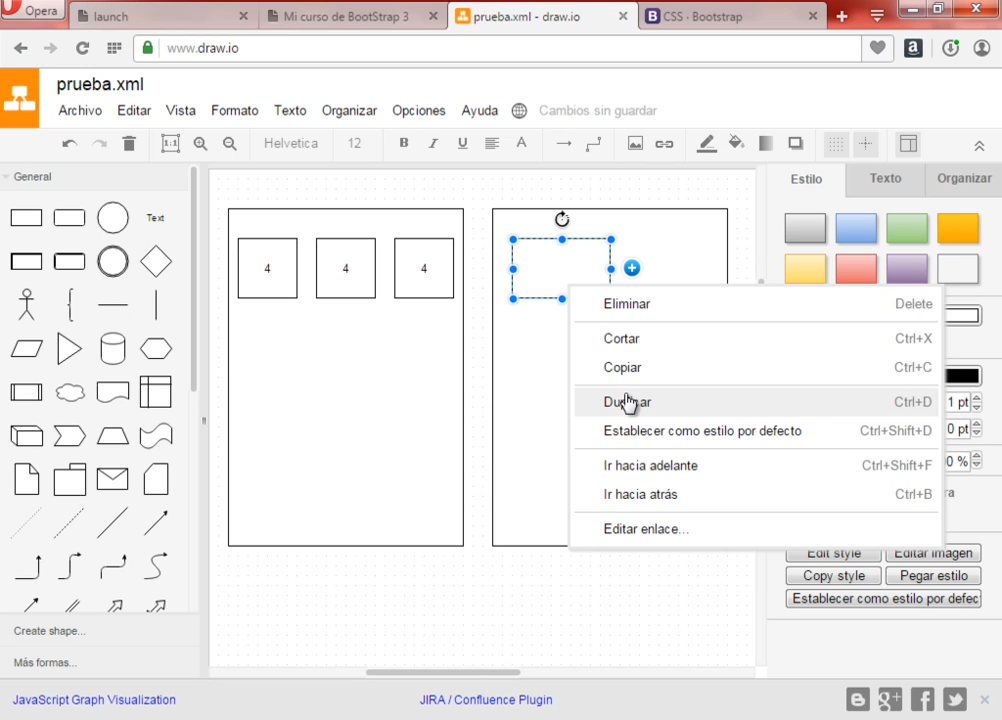 Opera
launch
Mi curso de BootStrap 3
prueba.xml - draw.io
CSS · Bootstrap
www.draw.io
prueba.xml
Archivo Editar Vista Formato Texto Organizar Opciones Ayuda Cambios sin guardar
1:1 Helvetica 12 B I U A
General
Estilo Texto Organizar
Text
4 4 4
Eliminar Delete
Cortar Ctrl+X
Copiar Ctrl+C
Ctrl+D
1 pt
Establecer como estilo por defecto Ctrl+Shift+D
0 pt
Ir hacia adelante Ctrl+Shift+F
0 %
Ir hacia atrás Ctrl+B
Editar enlace...
Edit style Editar imagen
Copy style Pegar estilo
Establecer como estilo por defec
Create shape...
Más formas...
JavaScript Graph Visualization
JIRA / Confluence Plugin